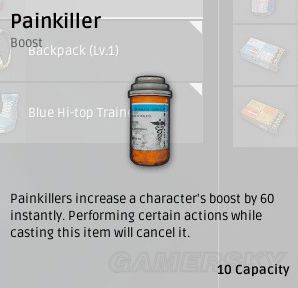 Painkiller
Boost
Backpack (Lv.1)
Blue Hi-top Train
Painkillers increase a character's boost by 60
instantly. Performing certain actions while
casting this item will cancel it.
GAMERSKY
10 Capacity